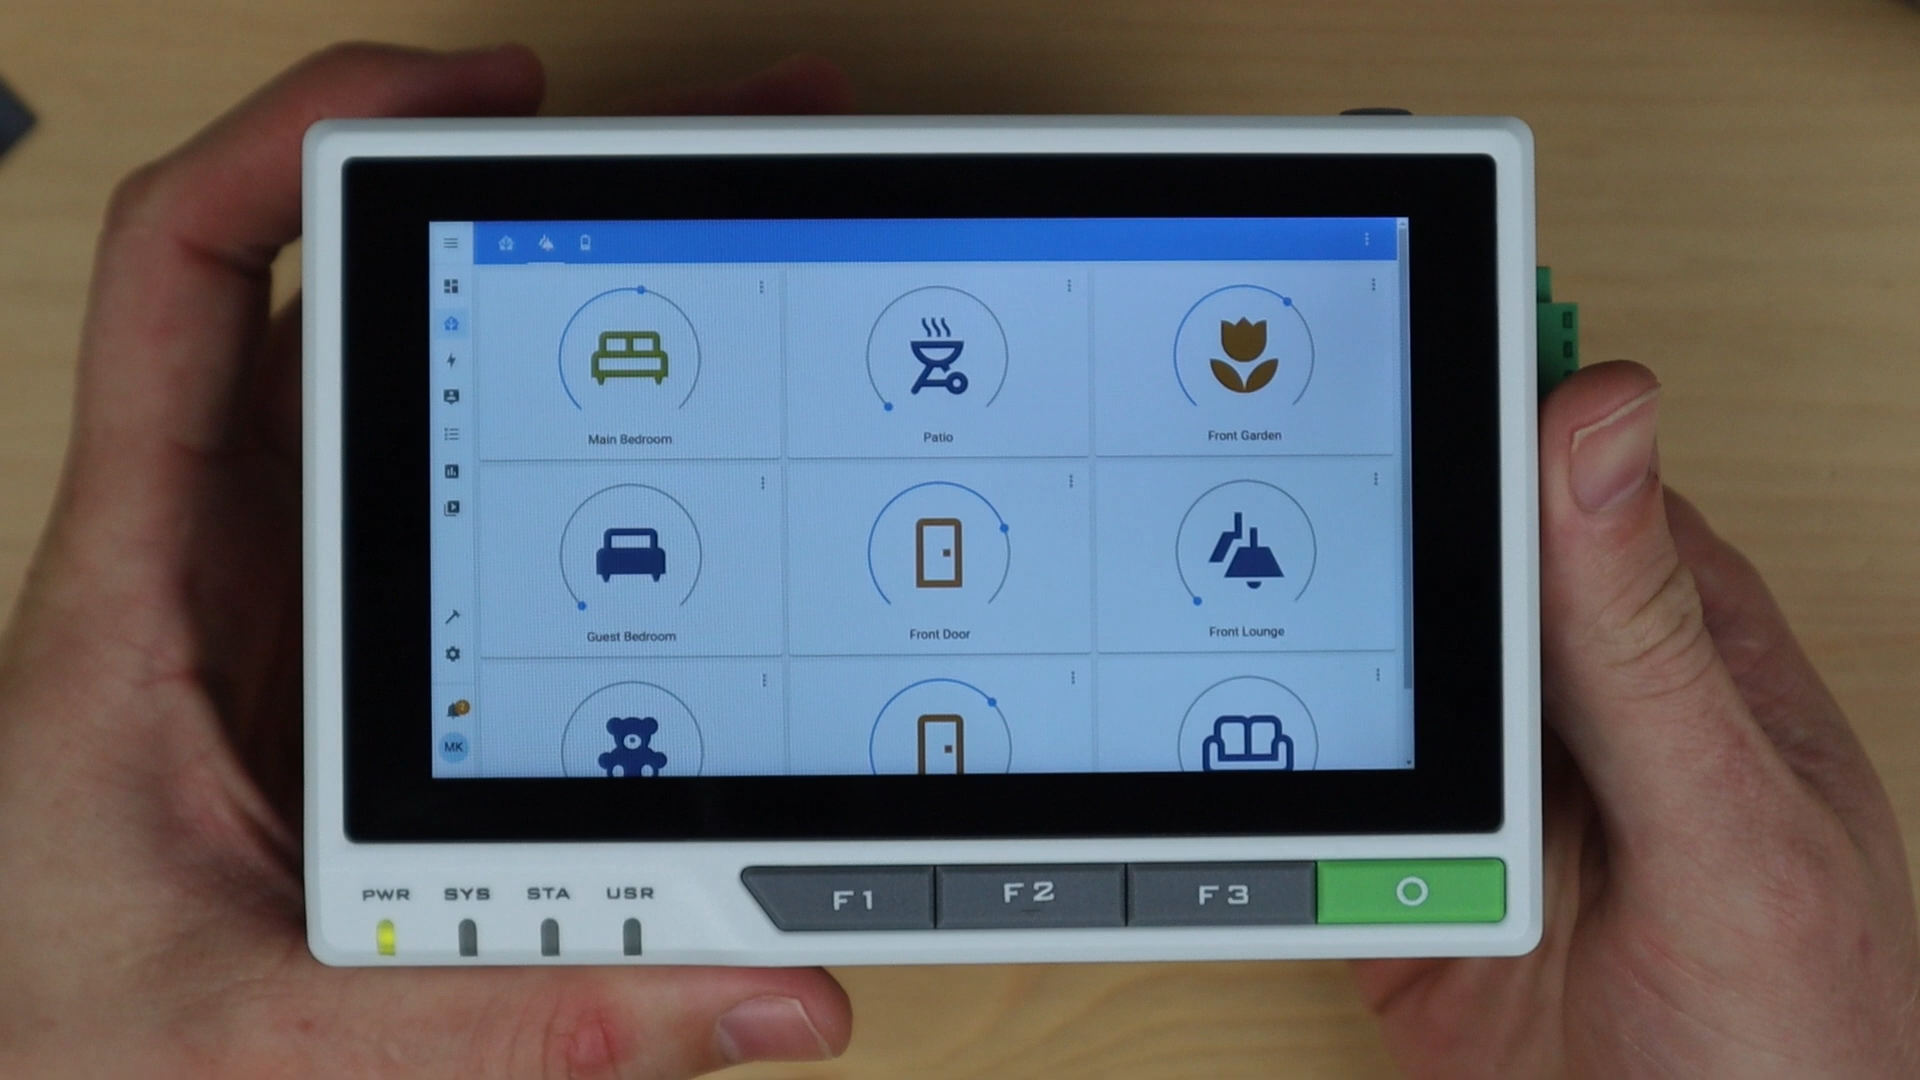 Main Bedroom
Patio
Front Garden
Guest Bedroom
Front Door
Front Lounge
2
MK
PWR SYS STA USR
F1 F2 F3 O